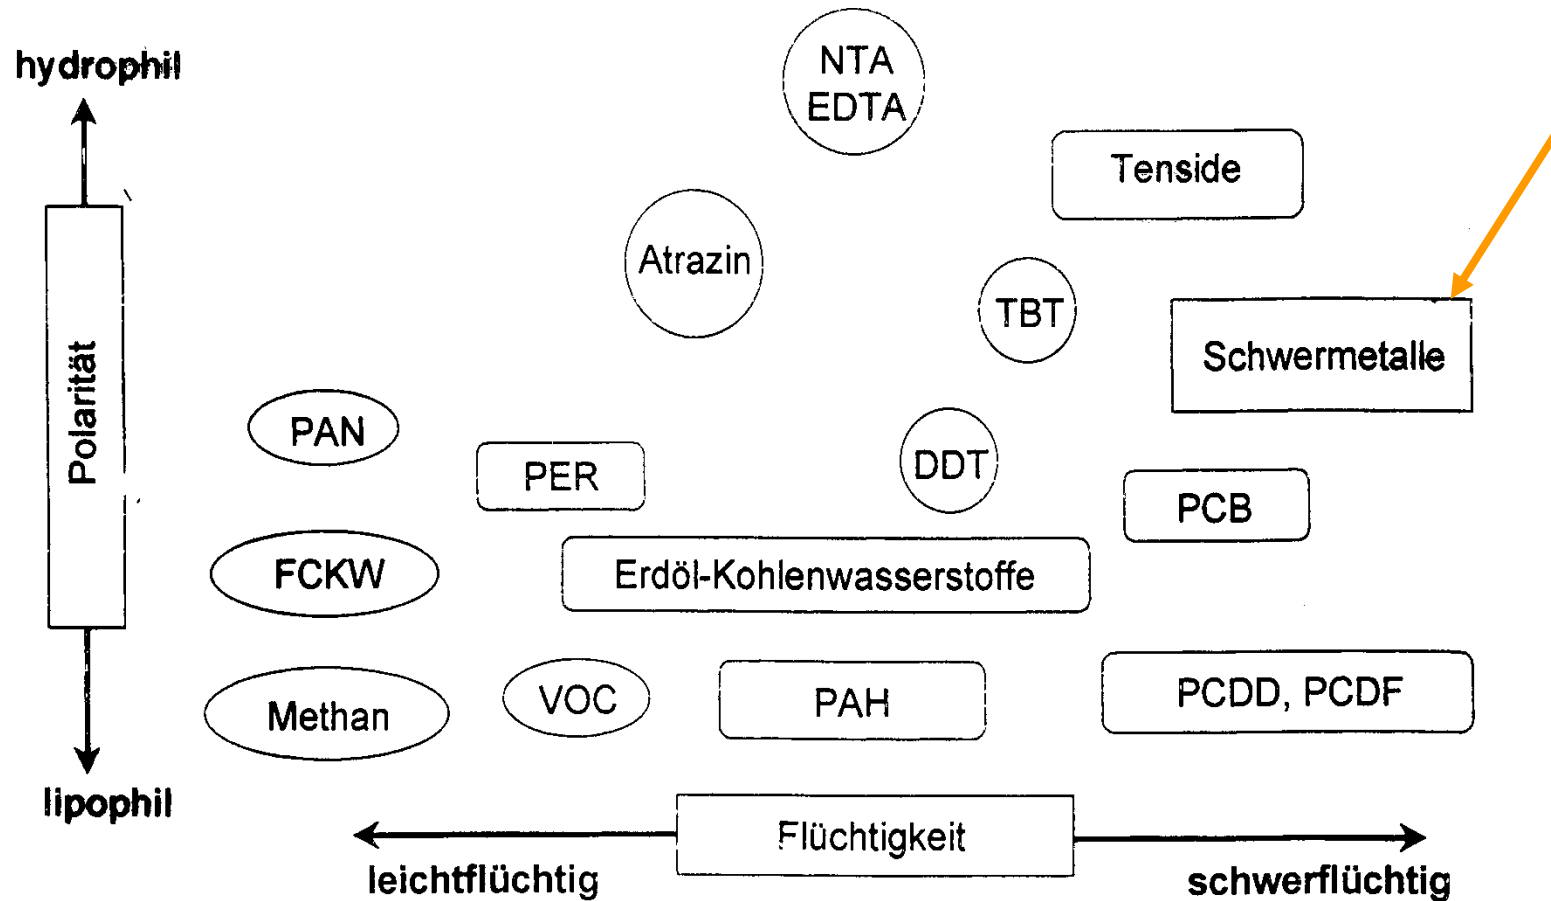 hydrophil
NTA
EDTA
Tenside
Atrazin
TBT
Schwermetalle
Polarität
PAN
PER
DDT
PCB
FCKW
Erdöl-Kohlenwasserstoffe
Methan
VOC
PAH
PCDD, PCDF
lipophil
Flüchtigkeit
leichtflüchtig
schwerflüchtig